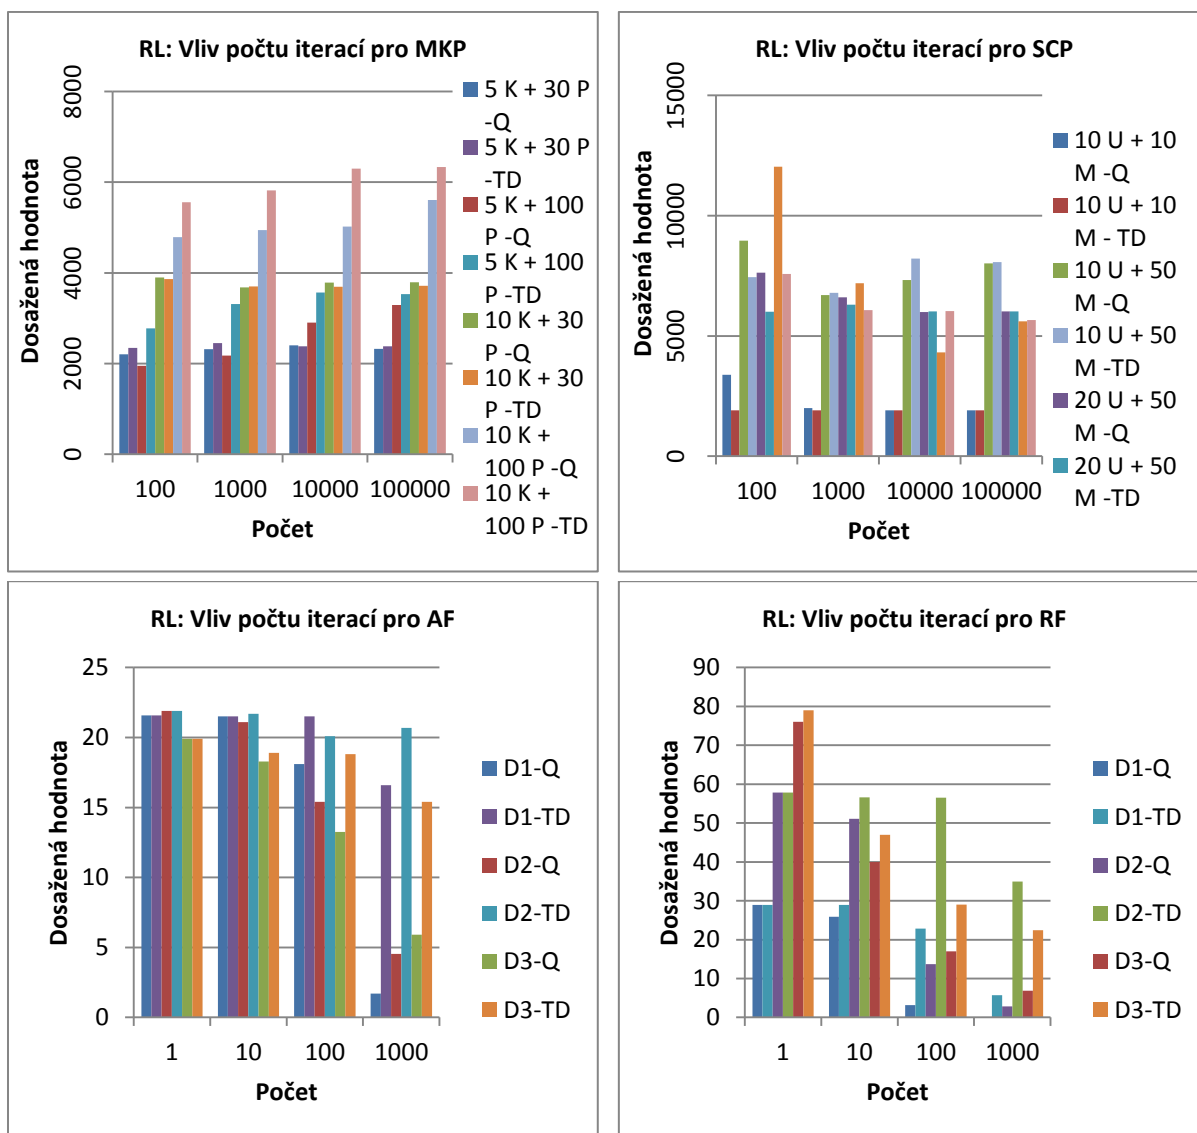 RL: Vliv počtu iterací pro MKP
Dosažená hodnota
8000
6000
4000
2000
0
100
1000
10000
100000
Počet
5 K + 30 P
-Q
5 K + 30 P
-TD
5 K + 100
P -Q
5 K + 100
P -TD
10 K + 30
P -Q
10 K + 30
P -TD
10 K +
100 P -Q
10 K +
100 P -TD
RL: Vliv počtu iterací pro SCP
Dosažená hodnota
15000
10000
5000
0
100
1000
10000
100000
Počet
10 U + 10
M -Q
10 U + 10
M - TD
10 U + 50
M -Q
10 U + 50
M -TD
20 U + 50
M -Q
20 U + 50
M -TD
RL: Vliv počtu iterací pro AF
Dosažená hodnota
25
20
15
10
5
0
1
10
100
1000
Počet
D1-Q
D1-TD
D2-Q
D2-TD
D3-Q
D3-TD
RL: Vliv počtu iterací pro RF
Dosažená hodnota
90
80
70
60
50
40
30
20
10
0
1
10
100
1000
Počet
D1-Q
D1-TD
D2-Q
D2-TD
D3-Q
D3-TD